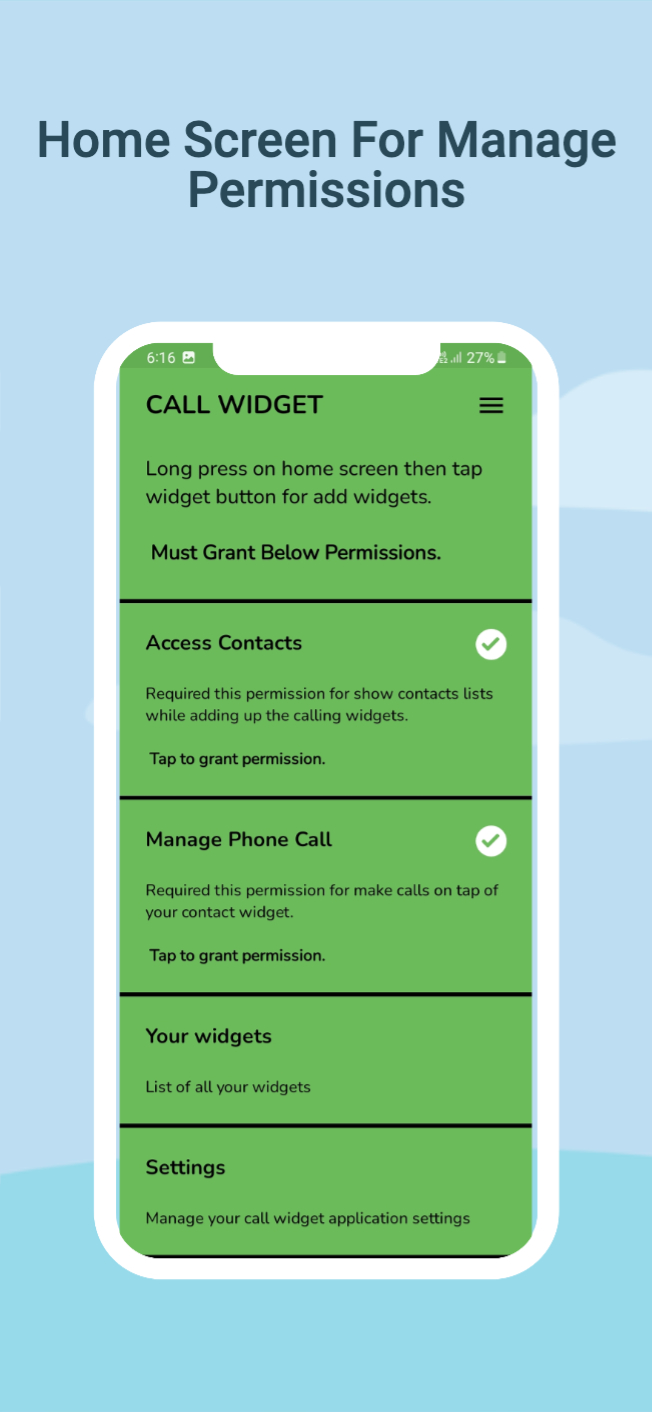 Home Screen For Manage
Permissions
6:16
27%
CALL WIDGET
Long press on home screen then tap
widget button for add widgets.
Must Grant Below Permissions.
Access Contacts
Required this permission for show contacts lists
while adding up the calling widgets.
Tap to grant permission.
Manage Phone Call
Required this permission for make calls on tap of
your contact widget.
Tap to grant permission.
Your widgets
List of all your widgets
Settings
Manage your call widget application settings